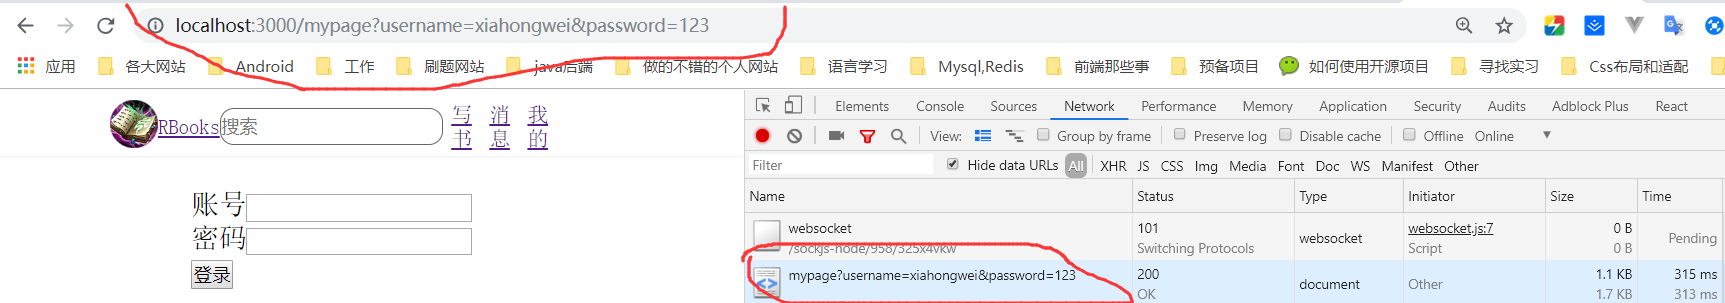 localhost:3000/mypage?username=xiahongwei&password=123
应用 各大网站 Android 工作 刷题网站 java后端 做的不错的个人网站 语言学习 Mysql,Redis 前端那些事 预备项目 如何使用开源项目 寻找实习 Css布局和适配
RBooks 搜索 写书 消息 我的
账号
密码
登录
Elements Console Sources Network Performance Memory Application Security Audits Adblock Plus React
View: Group by frame Preserve log Disable cache Offline Online
Filter Hide data URLs All XHR JS CSS Img Media Font Doc WS Manifest Other
Name Status Type Initiator Size Time
websocket 101 websocket websocket.js:7 0 B Pending
/sockjs-node/958/325x4vkw Switching Protocols Script 0 B
mypage?username=xiahongwei&password=123 200 document Other 1.1 KB 315 ms
OK 1.7 KB 313 ms